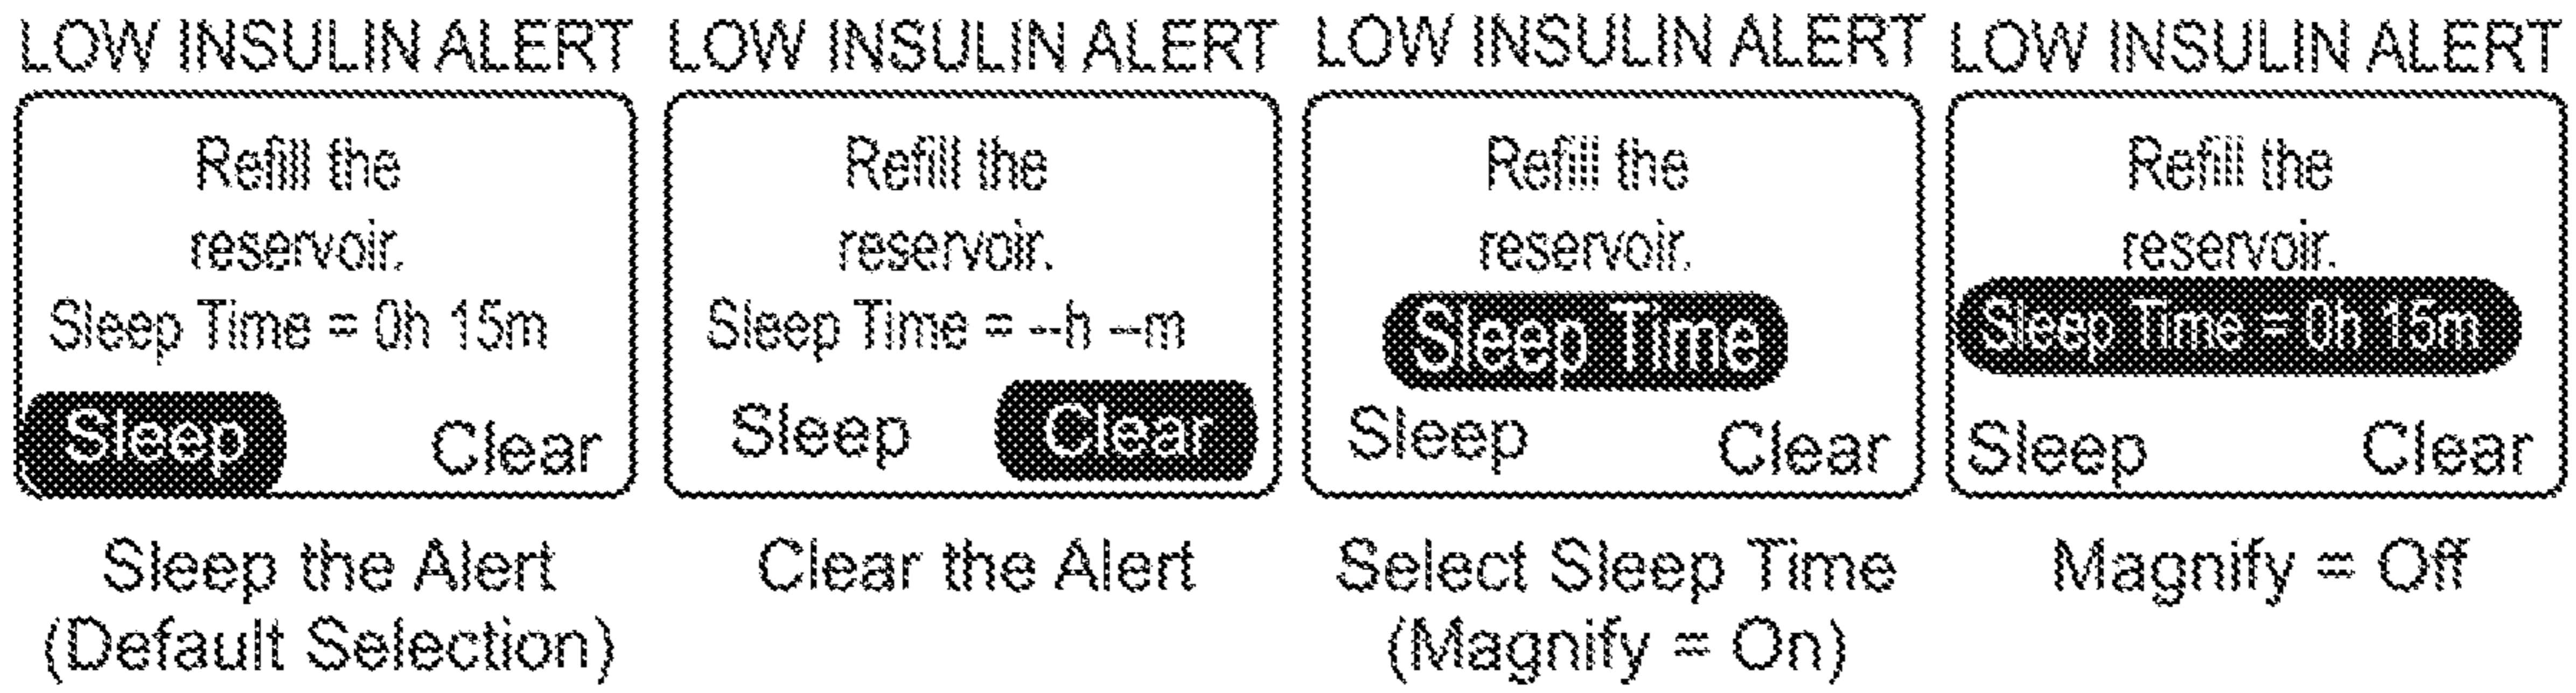 LOW INSULIN ALERT
Refill the
reservoir.
Sleep Time = 0h 15m
Sleep Clear
Sleep the Alert
(Default Selection)
LOW INSULIN ALERT
Refill the
reservoir.
Sleep Time = --h --m
Sleep Clear
Clear the Alert
LOW INSULIN ALERT
Refill the
reservoir.
Sleep Time
Sleep Clear
Select Sleep Time
(Magnify = On)
LOW INSULIN ALERT
Refill the
reservoir.
Sleep Time = 0h 15m
Sleep Clear
Magnify = Off